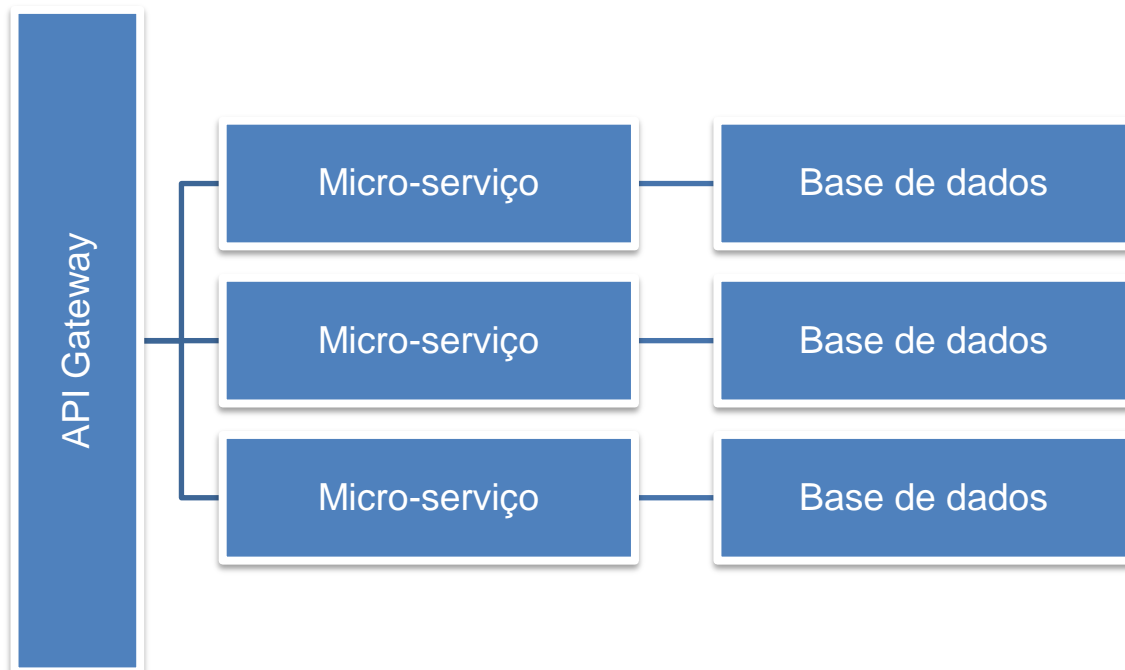 API Gateway
Micro-serviço
Base de dados
Micro-serviço
Base de dados
Micro-serviço
Base de dados